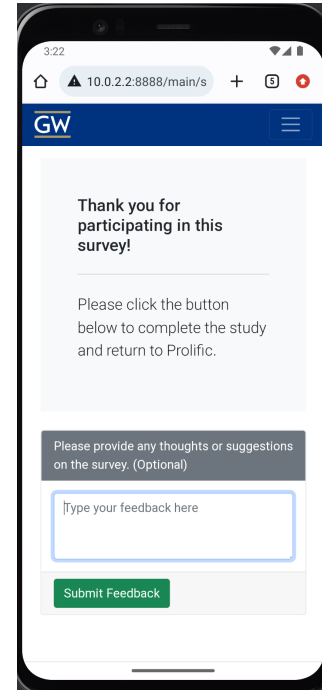 3:22
10.0.2.2:8888/main/s
5
GW
Thank you for
participating in this
survey!
Please click the button
below to complete the study
and return to Prolific.
Please provide any thoughts or suggestions
on the survey. (Optional)
Type your feedback here
Submit Feedback